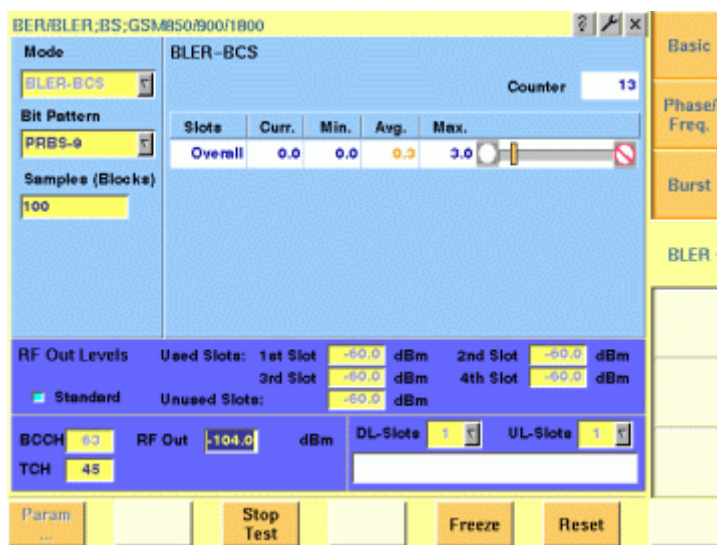 BER/BLER;BS;GSM850/900/1800 ? ×
Mode
BLER-BCS
Bit Pattern
PRBS-9
Samples (Blocks)
100
BLER-BCS
Counter 13
Slots Curr. Min. Avg. Max.
Overall 0.0 0.0 0.3 3.0
RF Out Levels Used Slots: 1st Slot -60.0 dBm 2nd Slot -60.0 dBm
3rd Slot -60.0 dBm 4th Slot -60.0 dBm
Standard Unused Slots: -60.0 dBm
BCCH 63 RF Out -104.0 dBm DL-Slots 1 UL-Slots 1
TCH 45
Basic
Phase/
Freq.
Burst
BLER
Param
...
Stop
Test
Freeze
Reset